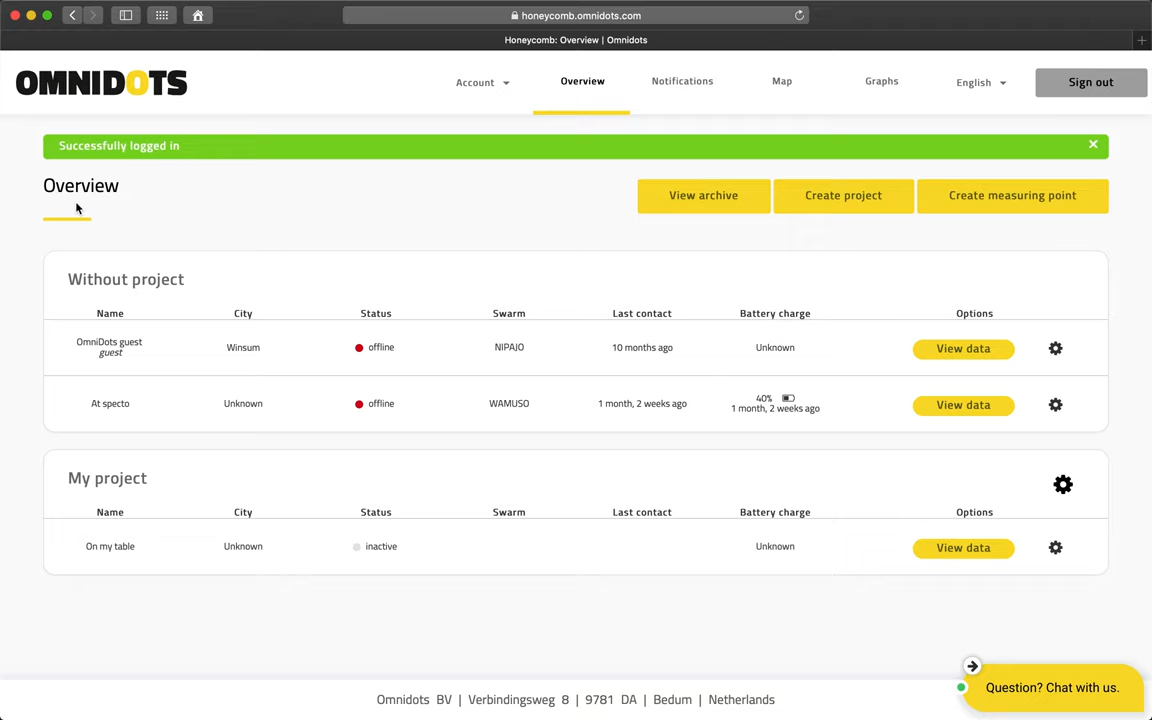 honeycomb.omnidots.com
Honeycomb: Overview | Omnidots
OMNIDOTS
Account Overview Notifications Map Graphs English Sign out
Successfully logged in
Overview
View archive Create project Create measuring point
Without project
Name City Status Swarm Last contact Battery charge Options
OmniDots guest
guest
Winsum offline NIPAJO 10 months ago Unknown View data
At specto Unknown offline WAMUSO 1 month, 2 weeks ago 40%
1 month, 2 weeks ago
View data
My project
Name City Status Swarm Last contact Battery charge Options
On my table Unknown inactive Unknown View data
Question? Chat with us.
Omnidots BV | Verbindingsweg 8 | 9781 DA | Bedum | Netherlands